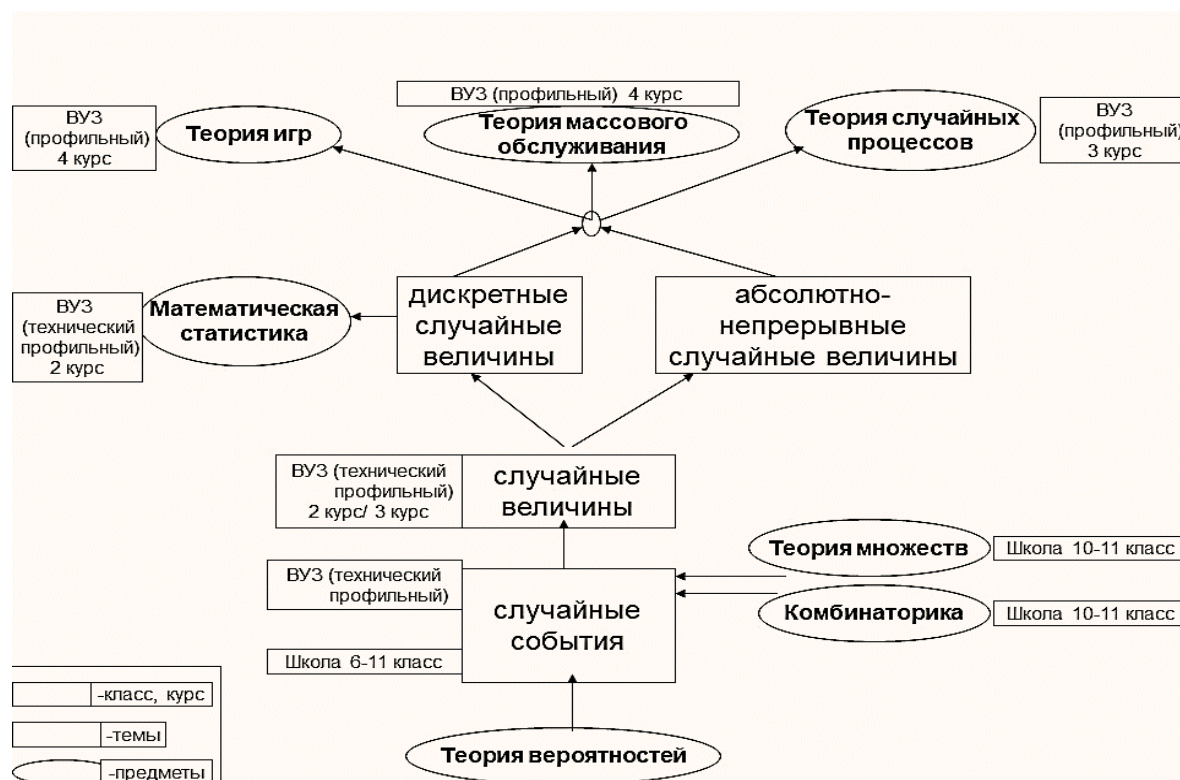 ВУЗ (профильный) 4 курс
ВУЗ
(профильный)
4 курс
Теория игр
Теория массового
обслуживания
Теория случайных
процессов
ВУЗ
(профильный)
3 курс
ВУЗ
(технический
профильный)
2 курс
Математическая
статистика
дискретные
случайные
величины
абсолютно-
непрерывные
случайные величины
ВУЗ (технический
профильный)
2 курс/ 3 курс
случайные
величины
Теория множеств
Школа 10-11 класс
ВУЗ (технический
профильный)
случайные
события
Комбинаторика
Школа 10-11 класс
Школа 6-11 класс
-класс, курс
-темы
-предметы
Теория вероятностей